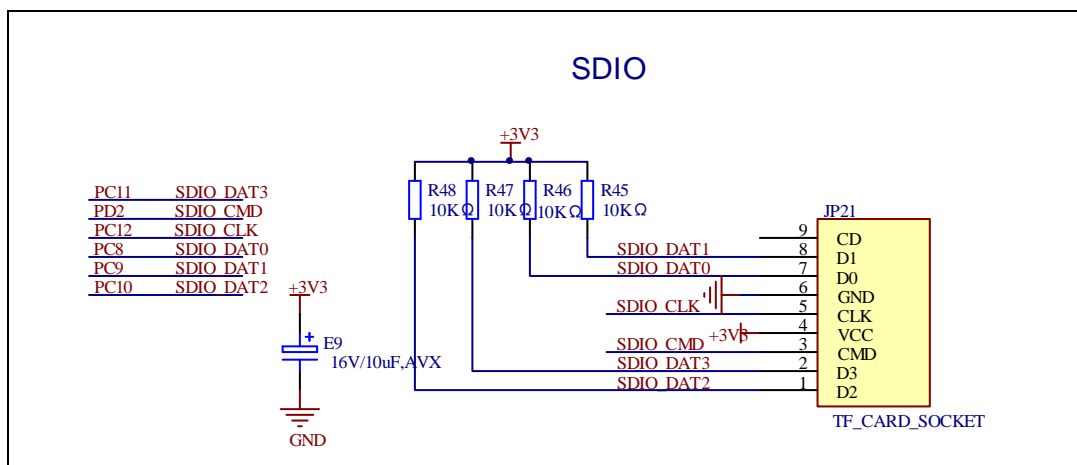 SDIO
+3V3
R48 R47 R46 R45
10KΩ 10KΩ 10KΩ 10KΩ
PC11 SDIO_DAT3
PD2 SDIO_CMD
PC12 SDIO_CLK
PC8 SDIO_DAT0
PC9 SDIO_DAT1
PC10 SDIO_DAT2
+3V3
E9
16V/10uF,AVX
GND
JP21
9 CD
SDIO_DAT1 8 D1
SDIO_DAT0 7 D0
6 GND
SDIO_CLK 5 CLK
+3V3 4 VCC
SDIO_CMD 3 CMD
SDIO_DAT3 2 D3
SDIO_DAT2 1 D2
TF_CARD_SOCKET